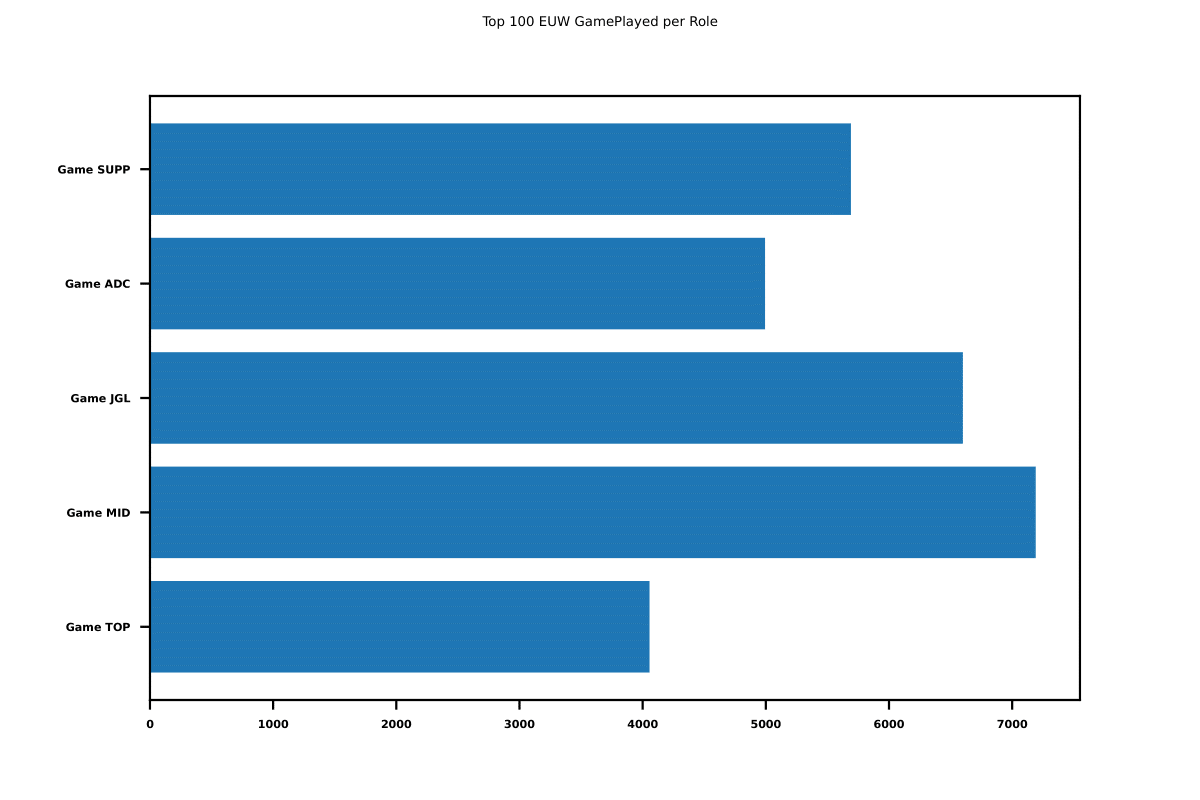 Top 100 EUW GamePlayed per Role
Game SUPP
Game ADC
Game JGL
Game MID
Game TOP
0 1000 2000 3000 4000 5000 6000 7000